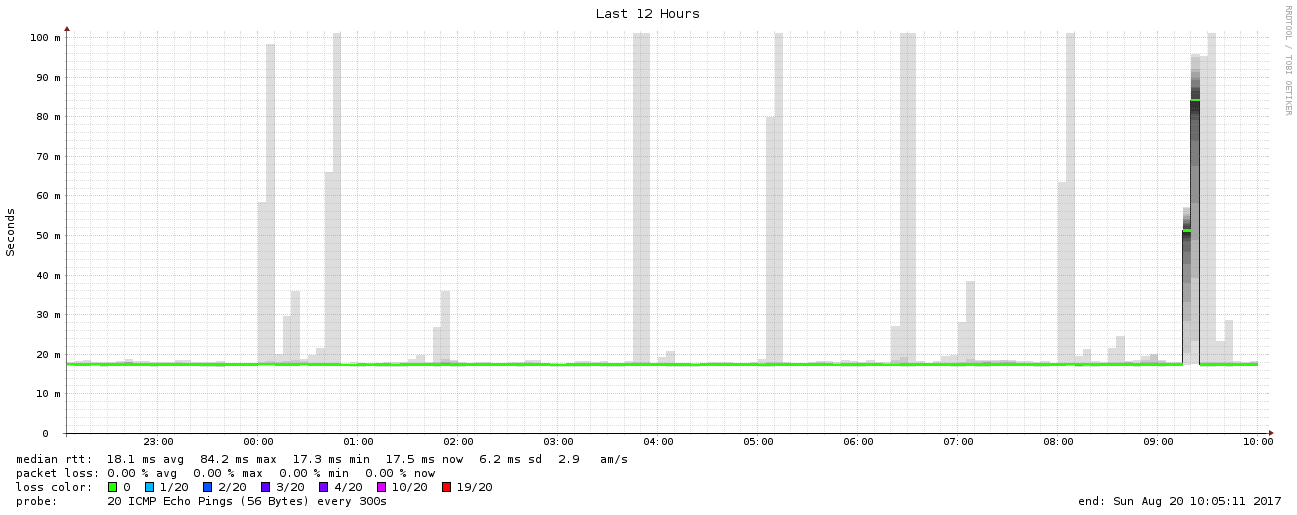 Last 12 Hours
RRDTOOL / TOBI OETIKER
Seconds
100 m
90 m
80 m
70 m
60 m
50 m
40 m
30 m
20 m
10 m
0
23:00 00:00 01:00 02:00 03:00 04:00 05:00 06:00 07:00 08:00 09:00 10:00
median rtt: 18.1 ms avg 84.2 ms max 17.3 ms min 17.5 ms now 6.2 ms sd 2.9 am/s
packet loss: 0.00 % avg 0.00 % max 0.00 % min 0.00 % now
loss color: 0 1/20 2/20 3/20 4/20 10/20 19/20
probe: 20 ICMP Echo Pings (56 Bytes) every 300s end: Sun Aug 20 10:05:11 2017